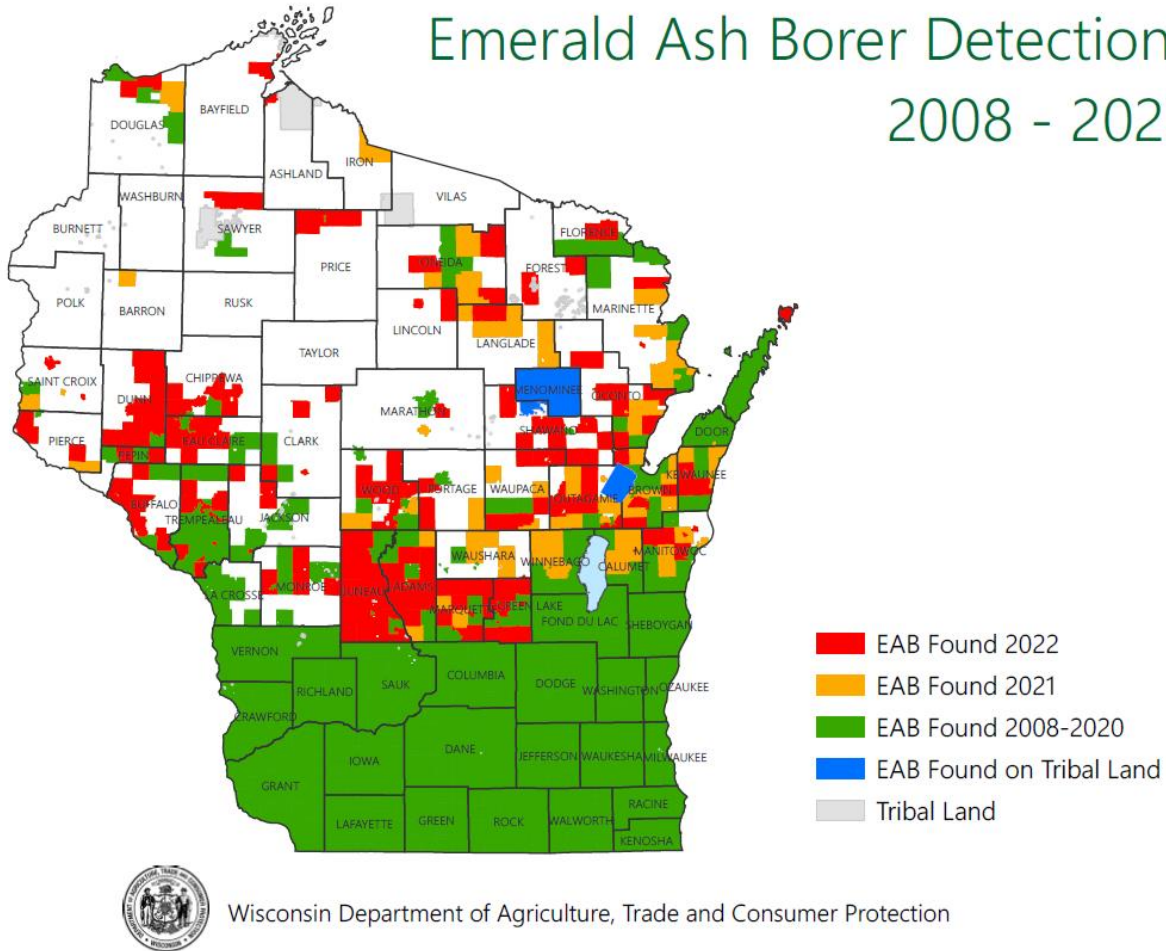 Emerald Ash Borer Detection
2008 - 202
BAYFIELD
DOUGLAS
ASHLAND
IRON
WASHBURN
VILAS
BURNETT
SAWYER
FLORENCE
PRICE
ONEIDA
FOREST
POLK
BARRON
RUSK
MARINETTE
LINCOLN
LANGLADE
TAYLOR
SAINT CROIX
CHIPPEWA
DUNN
MENOMINEE
OCONTO
MARATHON
SHAWANO
PIERCE
EAU CLAIRE
CLARK
DOOR
PEPIN
KEWAUNEE
BUFFALO
WOOD
PORTAGE
WAUPACA
OUTAGAMIE
BROWN
TREMPEALEAU
JACKSON
WAUSHARA
WINNEBAGO
CALUMET
MANITOWOC
LA CROSSE
MONROE
JUNEAU
ADAMS
MARQUETTE
GREEN LAKE
FOND DU LAC
SHEBOYGAN
VERNON
RICHLAND
SAUK
COLUMBIA
DODGE
WASHINGTON
OZAUKEE
CRAWFORD
IOWA
DANE
JEFFERSON
WAUKESHA
MILWAUKEE
GRANT
LAFAYETTE
GREEN
ROCK
WALWORTH
RACINE
KENOSHA
EAB Found 2022
EAB Found 2021
EAB Found 2008-2020
EAB Found on Tribal Land
Tribal Land
Wisconsin Department of Agriculture, Trade and Consumer Protection